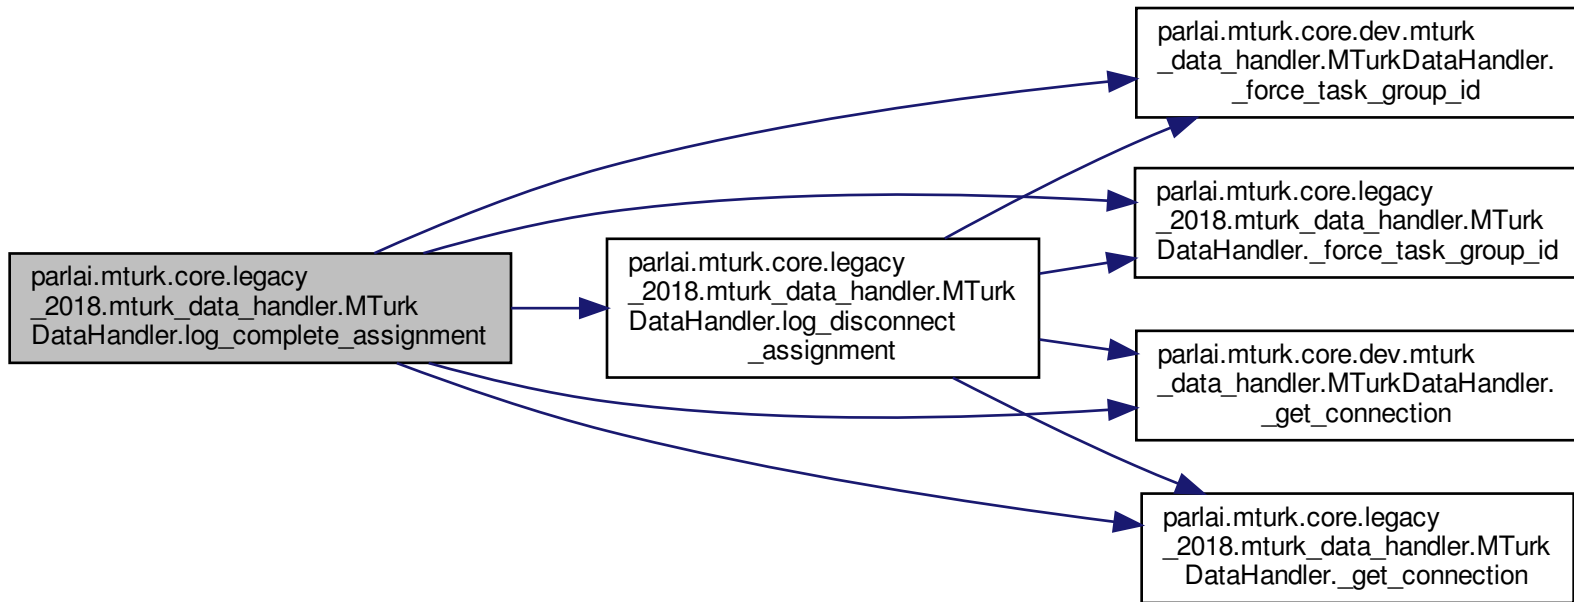 parlai.mturk.core.legacy
_2018.mturk_data_handler.MTurk
DataHandler.log_complete_assignment
parlai.mturk.core.legacy
_2018.mturk_data_handler.MTurk
DataHandler.log_disconnect
_assignment
parlai.mturk.core.dev.mturk
_data_handler.MTurkDataHandler.
_force_task_group_id
parlai.mturk.core.legacy
_2018.mturk_data_handler.MTurk
DataHandler._force_task_group_id
parlai.mturk.core.dev.mturk
_data_handler.MTurkDataHandler.
_get_connection
parlai.mturk.core.legacy
_2018.mturk_data_handler.MTurk
DataHandler._get_connection